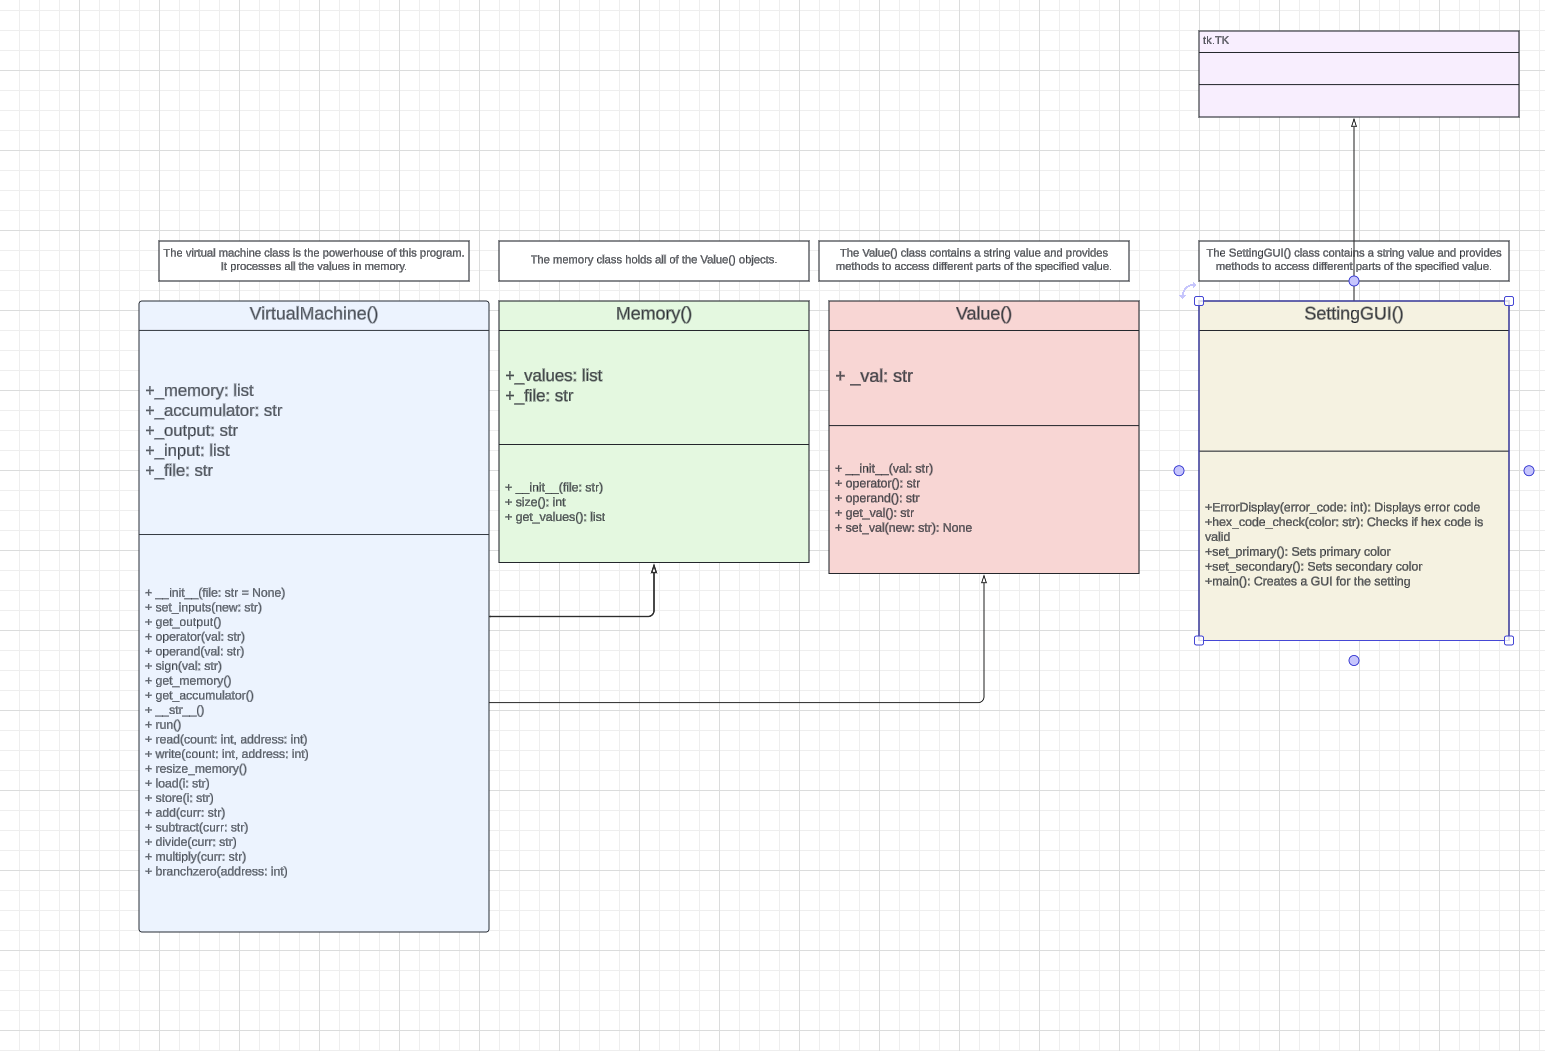 tk.TK
The virtual machine class is the powerhouse of this program.
It processes all the values in memory.
The memory class holds all of the Value() objects.
The Value() class contains a string value and provides
methods to access different parts of the specified value.
The SettingGUI() class contains a string value and provides
methods to access different parts of the specified value.
VirtualMachine()
+_memory: list
+_accumulator: str
+_output: str
+_input: list
+_file: str
+ __init__(file: str = None)
+ set_inputs(new: str)
+ get_output()
+ operator(val: str)
+ operand(val: str)
+ sign(val: str)
+ get_memory()
+ get_accumulator()
+ __str__()
+ run()
+ read(count: int, address: int)
+ write(count: int, address: int)
+ resize_memory()
+ load(i: str)
+ store(i: str)
+ add(curr: str)
+ subtract(curr: str)
+ divide(curr: str)
+ multiply(curr: str)
+ branchzero(address: int)
Memory()
+_values: list
+_file: str
+ __init__(file: str)
+ size(): int
+ get_values(): list
Value()
+ _val: str
+ __init__(val: str)
+ operator(): str
+ operand(): str
+ get_val(): str
+ set_val(new: str): None
SettingGUI()
+ErrorDisplay(error_code: int): Displays error code
+hex_code_check(color: str): Checks if hex code is
valid
+set_primary(): Sets primary color
+set_secondary(): Sets secondary color
+main(): Creates a GUI for the setting